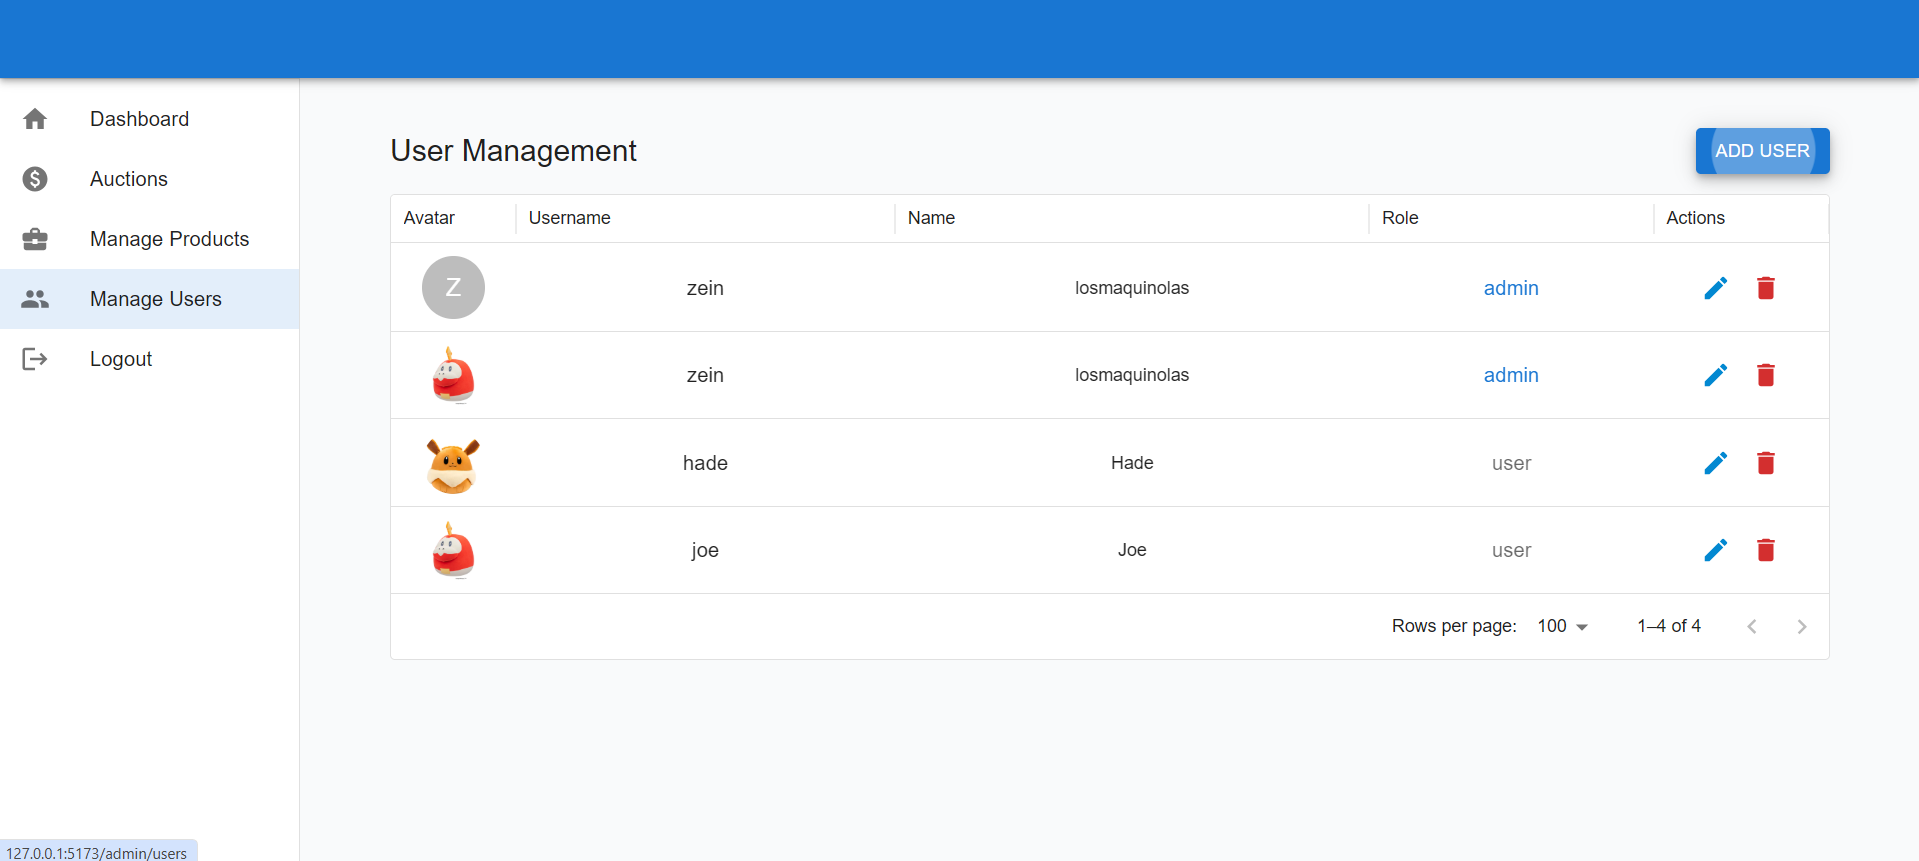 Dashboard
Auctions
Manage Products
Manage Users
Logout
User Management
ADD USER
Avatar Username Name Role Actions
Z zein losmaquinolas admin
zein losmaquinolas admin
hade Hade user
joe Joe user
Rows per page: 100 1–4 of 4
127.0.0.1:5173/admin/users